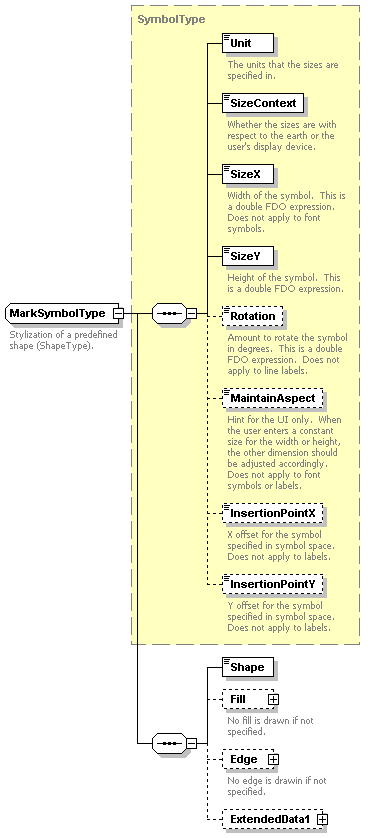 SymbolType
Unit
The units that the sizes are
specified in.
SizeContext
Whether the sizes are with
respect to the earth or the
user's display device.
SizeX
Width of the symbol.  This is
a double FDO expression.
Does not apply to font
symbols.
SizeY
Height of the symbol.  This
is a double FDO expression.
MarkSymbolType
Stylization of a predefined
shape (ShapeType).
Rotation
Amount to rotate the symbol
in degrees.  This is a double
FDO expression.  Does not
apply to line labels.
MaintainAspect
Hint for the UI only.  When
the user enters a constant
size for the width or height,
the other dimension should
be adjusted accordingly.
Does not apply to font
symbols or labels.
InsertionPointX
X offset for the symbol
specified in symbol space.
Does not apply to labels.
InsertionPointY
Y offset for the symbol
specified in symbol space.
Does not apply to labels.
Shape
Fill
No fill is drawn if not
specified.
Edge
No edge is drawin if not
specified.
ExtendedData1